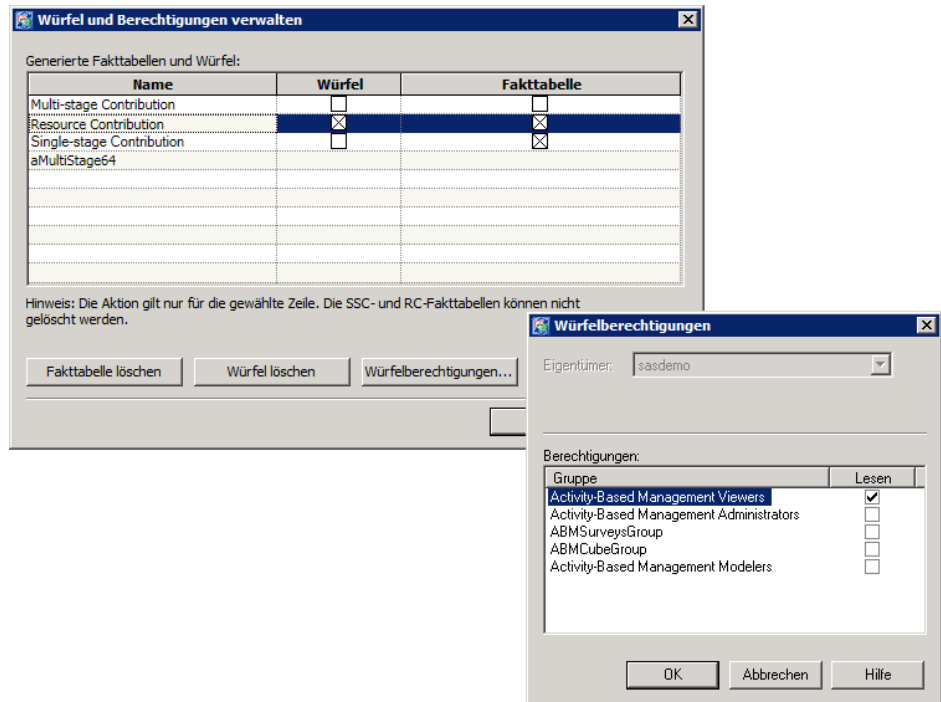 Würfel und Berechtigungen verwalten
Generierte Fakttabellen und Würfel:
Name Würfel Fakttabelle
Multi-stage Contribution
Resource Contribution
Single-stage Contribution
aMultiStage64
Hinweis: Die Aktion gilt nur für die gewählte Zeile. Die SSC- und RC-Fakttabellen können nicht
gelöscht werden.
Fakttabelle löschen Würfel löschen Würfelberechtigungen...
Würfelberechtigungen
Eigentümer: sasdemo
Berechtigungen:
Gruppe Lesen
Activity-Based Management Viewers
Activity-Based Management Administrators
ABMSurveysGroup
ABMCubeGroup
Activity-Based Management Modelers
OK Abbrechen Hilfe